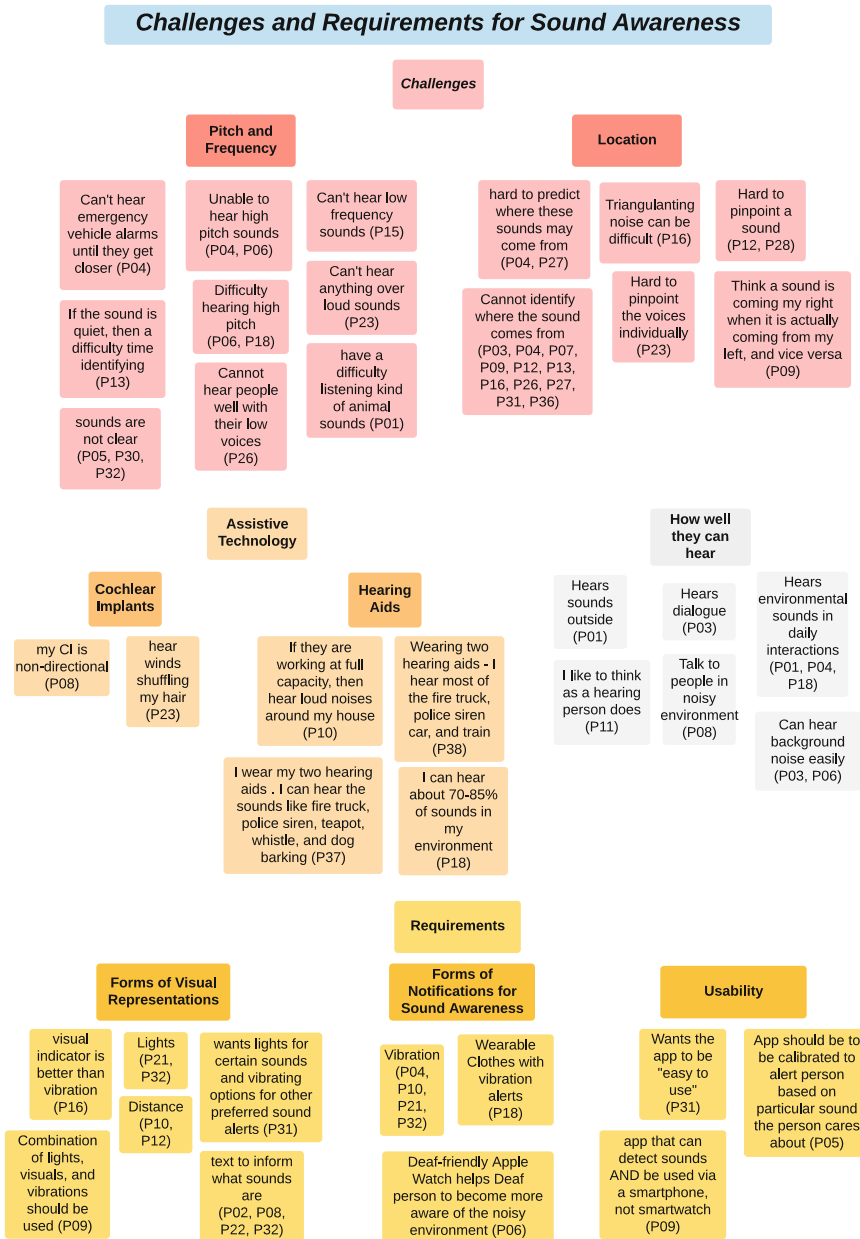 Challenges and Requirements for Sound Awareness
Challenges
Pitch and
Frequency
Can't hear
emergency
vehicle alarms
until they get
closer (P04)
Unable to
hear high
pitch sounds
(P04, P06)
Can't hear low
frequency
sounds (P15)
If the sound is
quiet, then a
difficulty time
identifying
(P13)
Difficulty
hearing high
pitch
(P06, P18)
Can't hear
anything over
loud sounds
(P23)
sounds are
not clear
(P05, P30,
P32)
Cannot
hear people
well with
their low
voices
(P26)
have a
difficulty
listening kind
of animal
sounds (P01)
Location
hard to predict
where these
sounds may
come from
(P04, P27)
Triangulanting
noise can be
difficult (P16)
Hard to
pinpoint a
sound
(P12, P28)
Cannot identify
where the sound
comes from
(P03, P04, P07,
P09, P12, P13,
P16, P26, P27,
P31, P36)
Hard to
pinpoint
the voices
individually
(P23)
Think a sound is
coming my right
when it is actually
coming from my
left, and vice versa
(P09)
Assistive
Technology
Cochlear
Implants
my CI is
non-directional
(P08)
hear
winds
shuffling
my hair
(P23)
Hearing
Aids
If they are
working at full
capacity, then
hear loud noises
around my house
(P10)
Wearing two
hearing aids - I
hear most of
the fire truck,
police siren
car, and train
(P38)
I wear my two hearing
aids . I can hear the
sounds like fire truck,
police siren, teapot,
whistle, and dog
barking (P37)
I can hear
about 70-85%
of sounds in
my
environment
(P18)
How well
they can
hear
Hears
sounds
outside
(P01)
Hears
dialogue
(P03)
Hears
environmental
sounds in
daily
interactions
(P01, P04,
P18)
I like to think
as a hearing
person does
(P11)
Talk to
people in
noisy
environment
(P08)
Can hear
background
noise easily
(P03, P06)
Requirements
Forms of Visual
Representations
visual
indicator is
better than
vibration
(P16)
Lights
(P21,
P32)
wants lights for
certain sounds
and vibrating
options for other
preferred sound
alerts (P31)
Distance
(P10,
P12)
Combination
of lights,
visuals, and
vibrations
should be
used (P09)
text to inform
what sounds
are
(P02, P08,
P22, P32)
Forms of
Notifications for
Sound Awareness
Vibration
(P04,
P10,
P21,
P32)
Wearable
Clothes with
vibration
alerts
(P18)
Deaf-friendly Apple
Watch helps Deaf
person to become more
aware of the noisy
environment (P06)
Usability
Wants the
app to be
"easy to
use"
(P31)
App should be to
be calibrated to
alert person
based on
particular sound
the person cares
about (P05)
app that can
detect sounds
AND be used via
a smartphone,
not smartwatch
(P09)